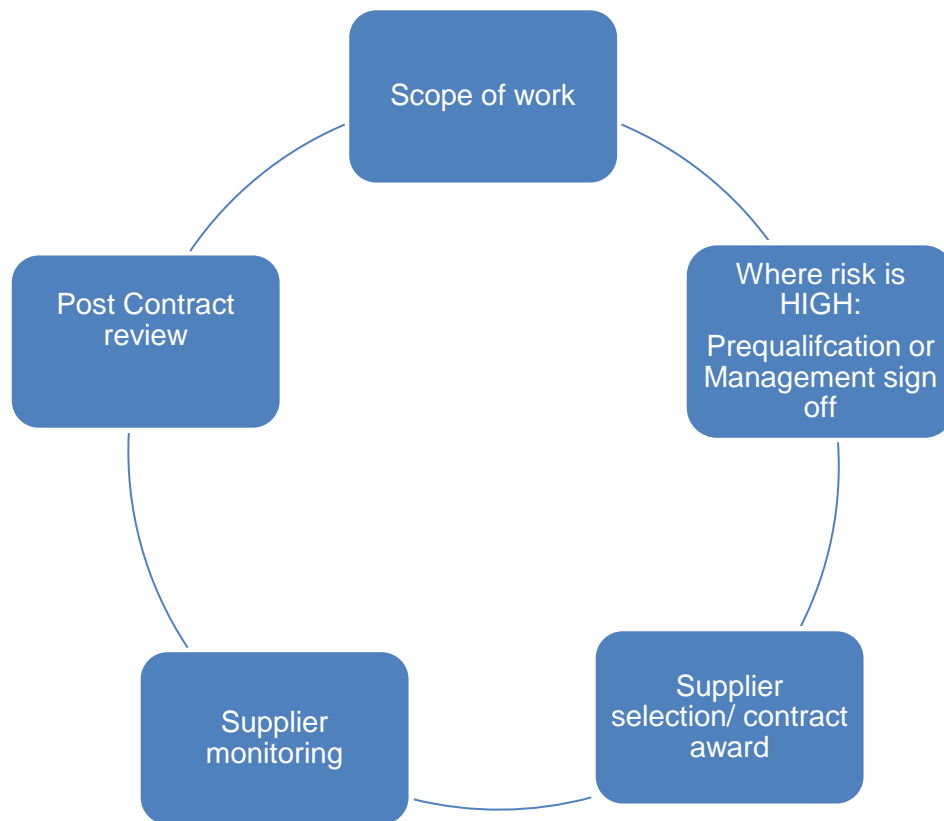 Scope of work
Where risk is
HIGH:
Prequalifcation or
Management sign
off
Supplier
selection/ contract
award
Supplier
monitoring
Post Contract
review